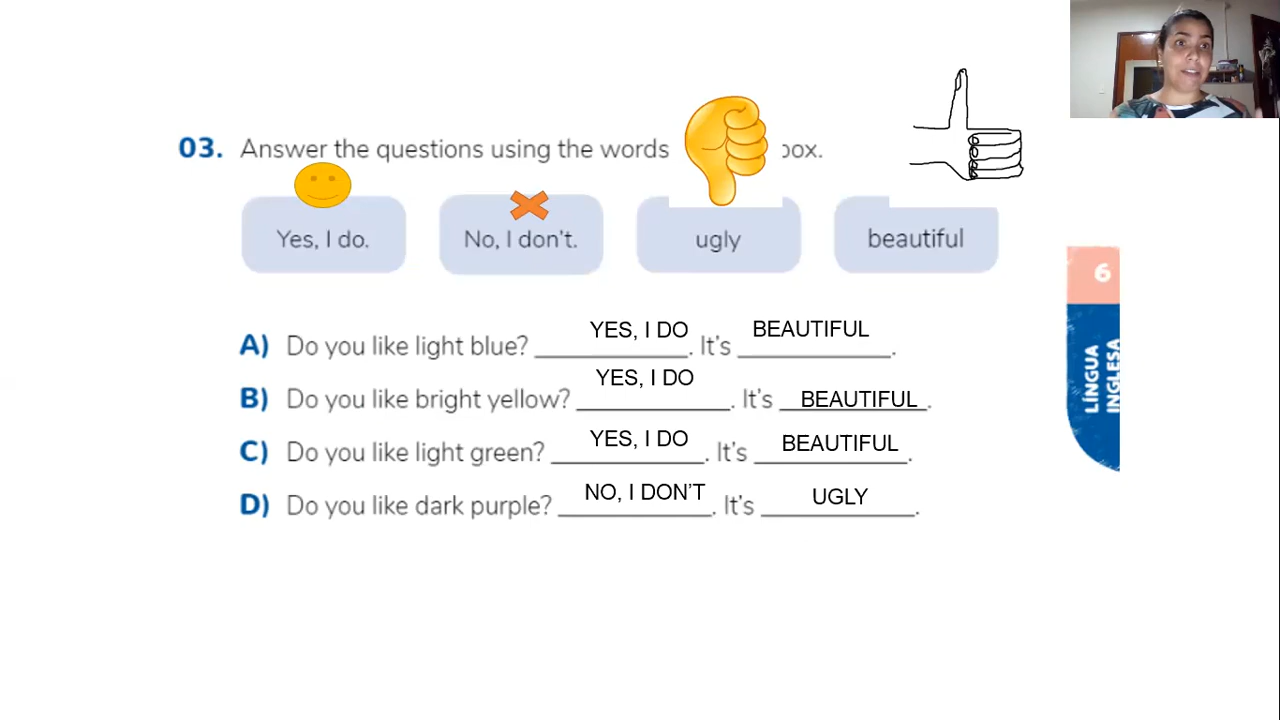 03. Answer the questions using the words box.
Yes, I do. No, I don't. ugly beautiful
A) Do you like light blue? YES, I DO. It's BEAUTIFUL.
B) Do you like bright yellow? YES, I DO. It's BEAUTIFUL.
C) Do you like light green? YES, I DO. It's BEAUTIFUL.
D) Do you like dark purple? NO, I DON'T. It's UGLY.
6
LÍNGUA
INGLESA